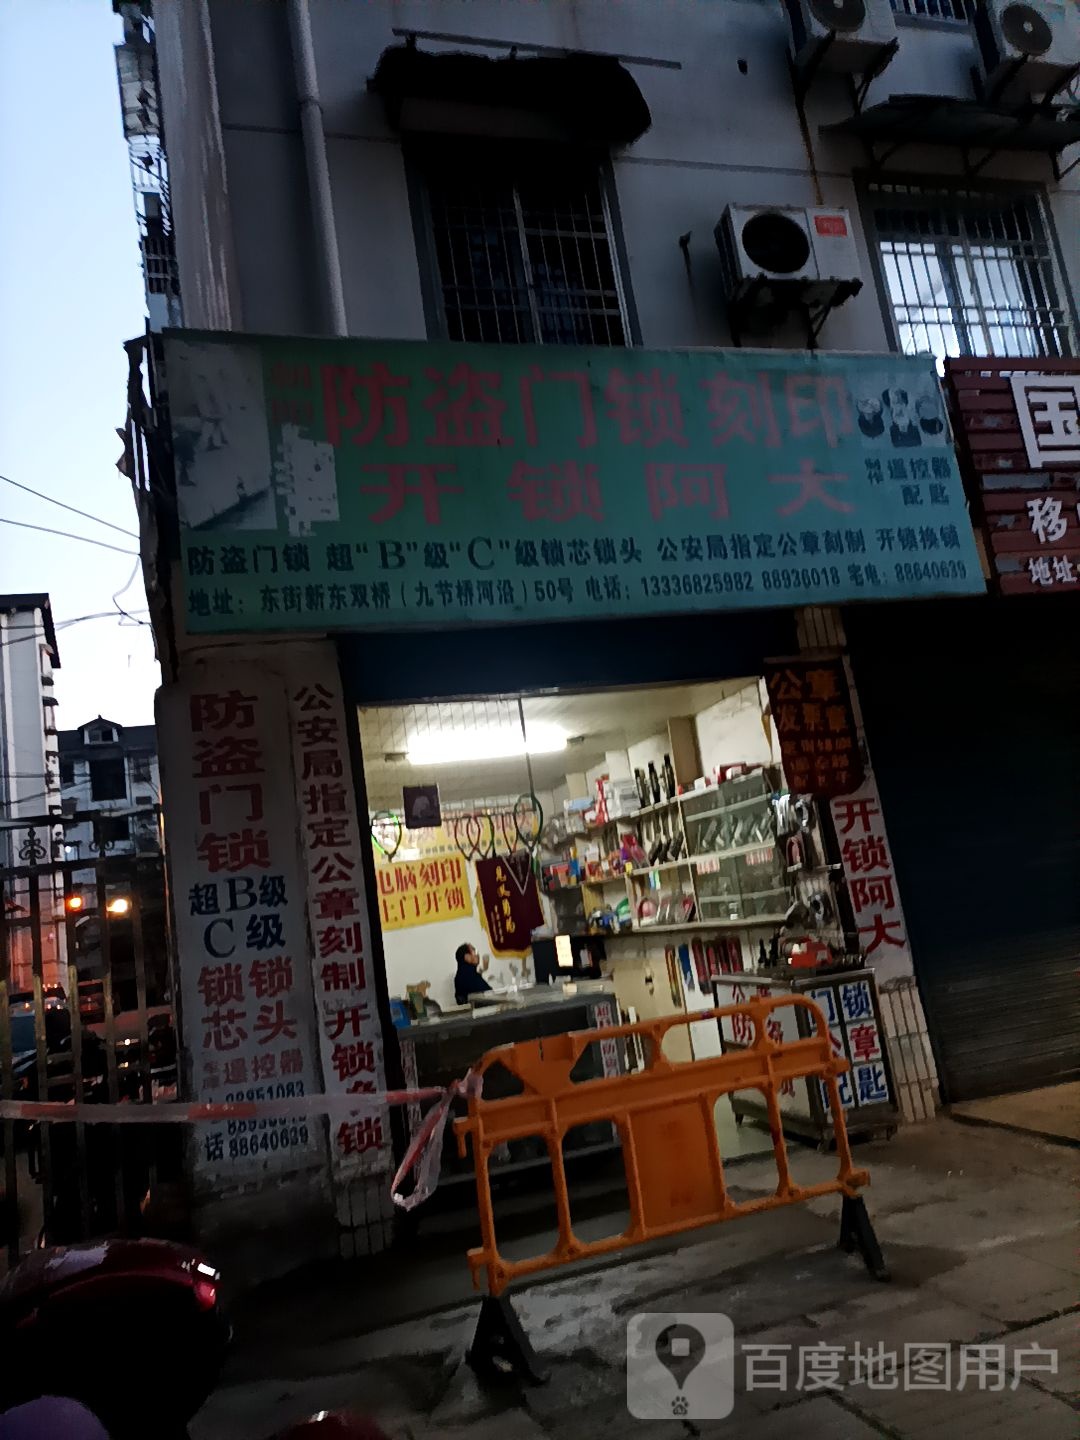 防盗门锁刻印
开锁阿大
遥控器
配匙
防盗门锁 超“B”级“C”级锁芯锁头 公安局指定公章刻制 开锁换锁
地址：东街新东双桥（九节桥河沿）50号 电话：13336825982 88936018 宅电：88640639
国
移
地址
防盗门锁
超B级
C级
锁芯
锁头
遥控器
88851083
88936018
话88640639
公安局指定公章刻制开锁换锁
电脑刻印
上门开锁
公章
发票章
开锁阿大
门锁
公章
配匙
百度地图用户